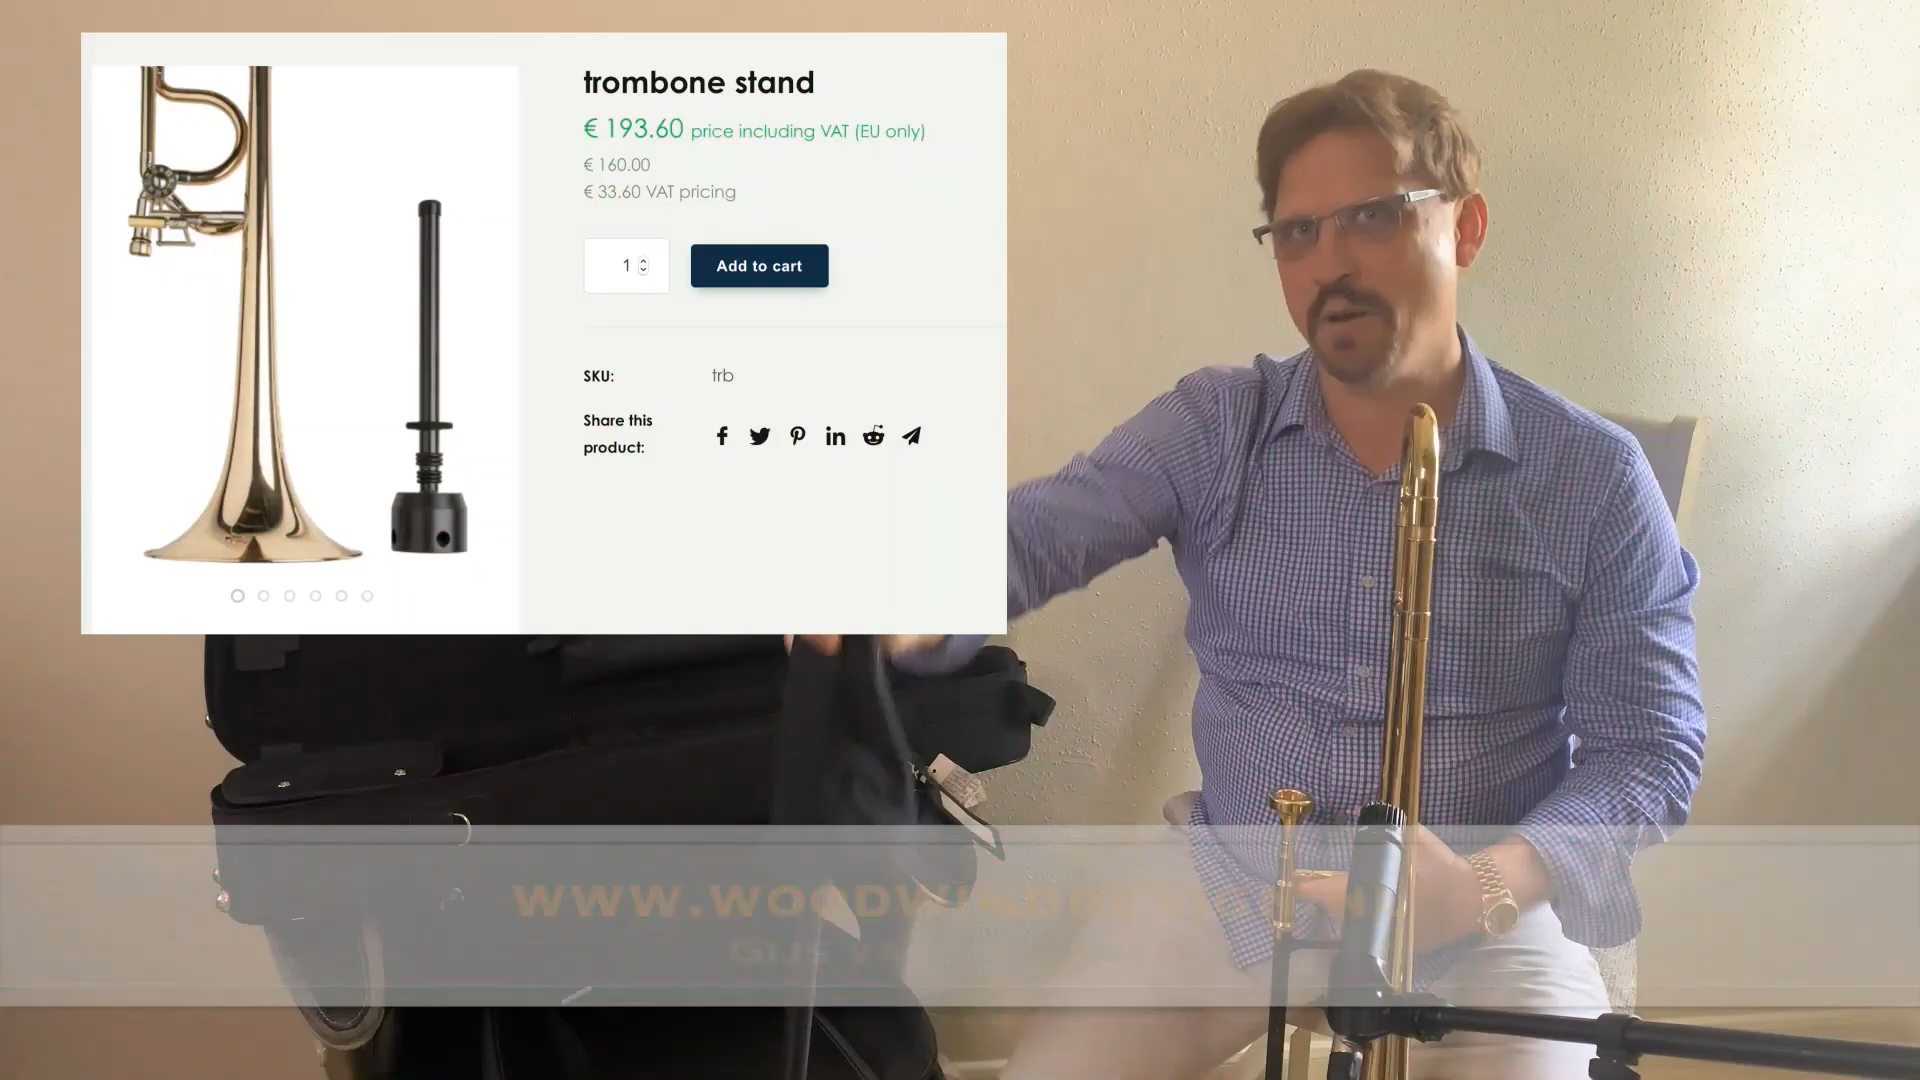 trombone stand
€ 193.60 price including VAT (EU only)
€ 160.00
€ 33.60 VAT pricing
1
Add to cart
SKU: trb
Share this
product:
Gijs